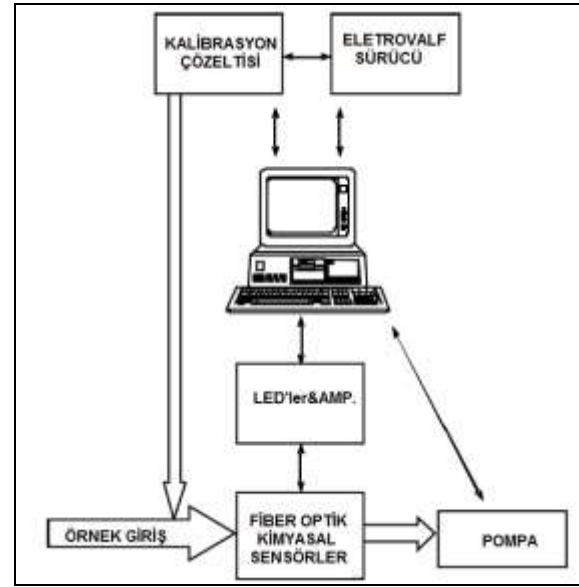 KALİBRASYON
ÇÖZELTİSİ
ELETROVALF
SÜRÜCÜ
LED'ler&AMP.
ÖRNEK GİRİŞ
FİBER OPTİK
KİMYASAL
SENSÖRLER
POMPA